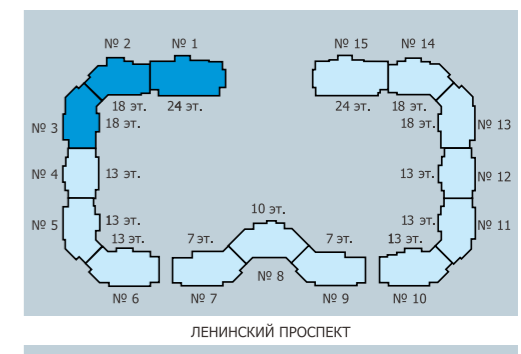 № 2 № 1 № 15 № 14
18 эт. 24 эт. 24 эт. 18 эт.
№ 3 18 эт. 18 эт. № 13
№ 4 13 эт. 13 эт. № 12
10 эт.
№ 5 13 эт. 13 эт. № 11
13 эт. 7 эт. 7 эт. 13 эт.
№ 8
№ 6 № 7 № 9 № 10
ЛЕНИНСКИЙ ПРОСПЕКТ